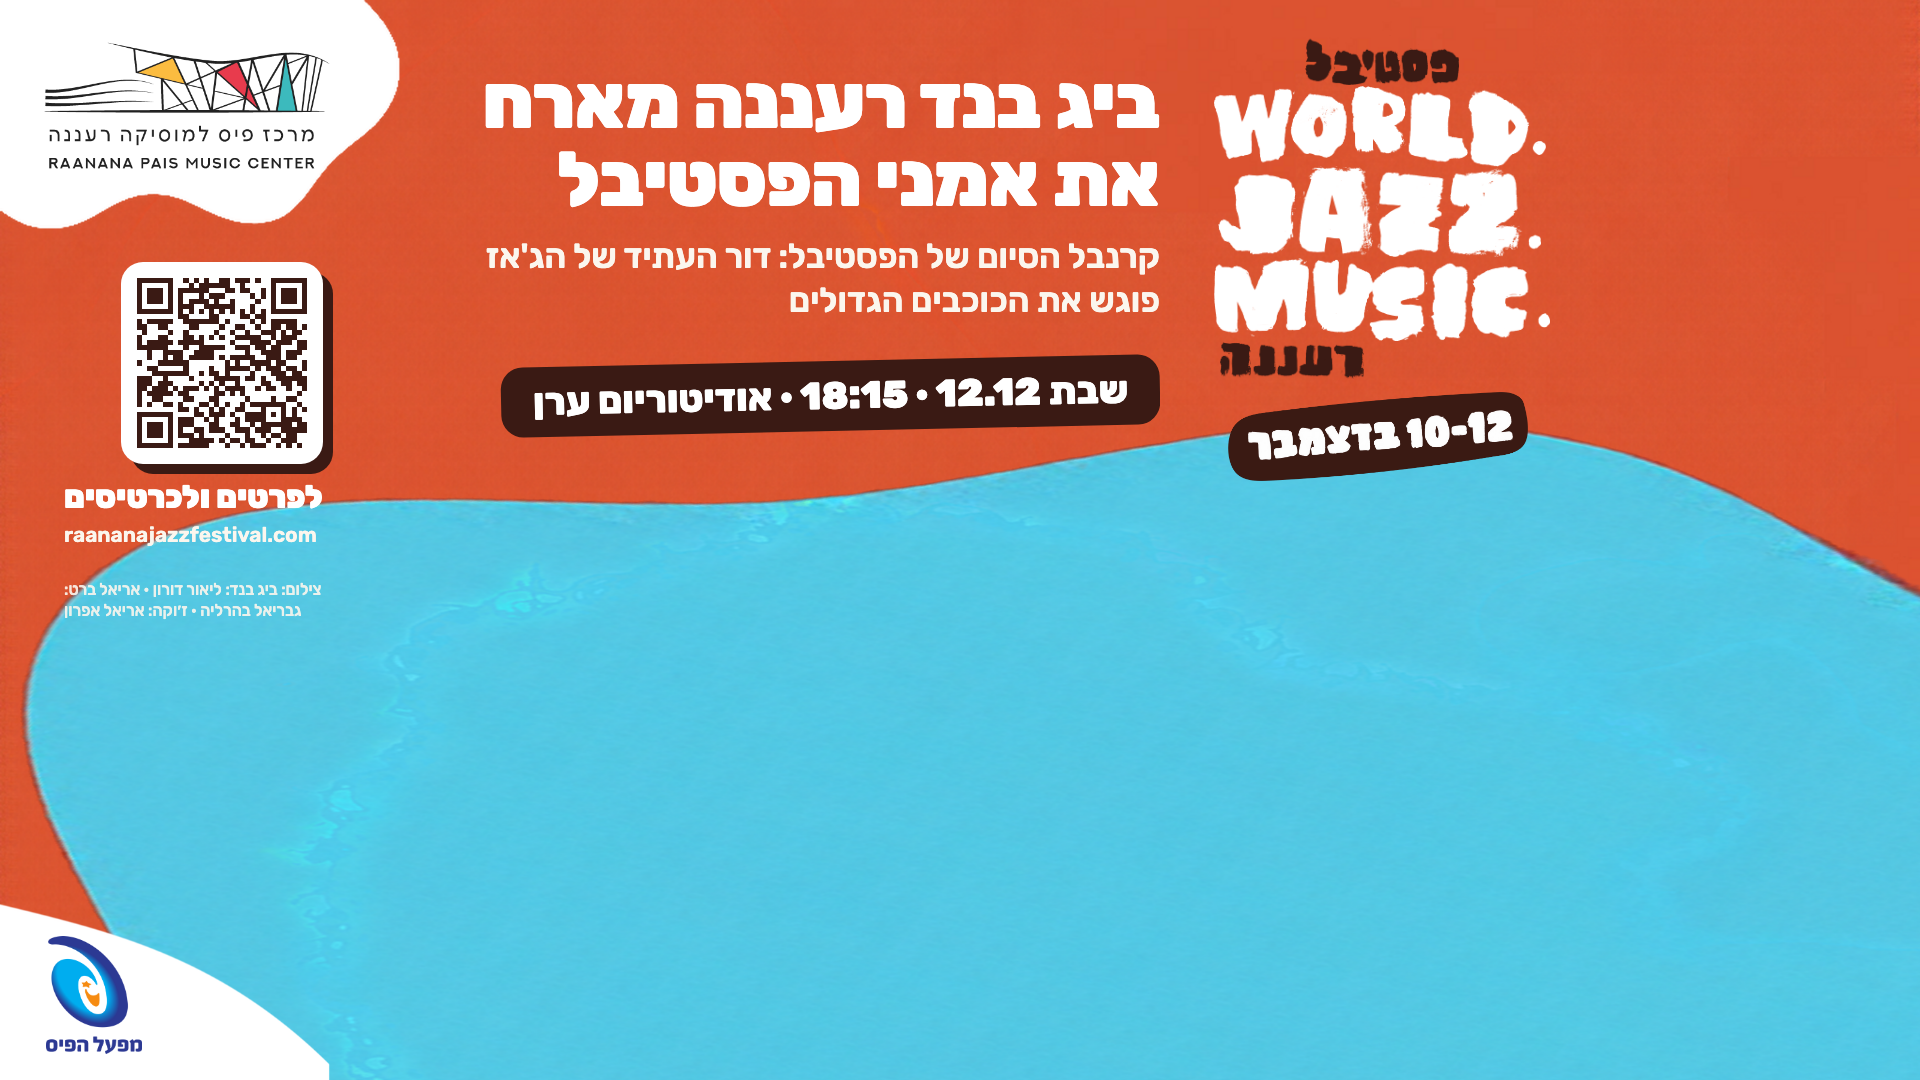 פסטיבל
WORLD.
JAZZ.
MUSIC.
רעננה
10-12 בדצמבר
ביג בנד רעננה מארח
את אמני הפסטיבל
קרנבל הסיום של הפסטיבל: דור העתיד של הג'אז
פוגש את הכוכבים הגדולים
שבת 12.12 • 18:15 • אודיטוריום ערן
מרכז פיס למוסיקה רעננה
RAANANA PAIS MUSIC CENTER
לפרטים ולכרטיסים
raananajazzfestival.com
צילום: ביג בנד: ליאור דורון • אריאל ברט:
גבריאל בהרליה • ז'וקה: אריאל אפרון
מפעל הפיס